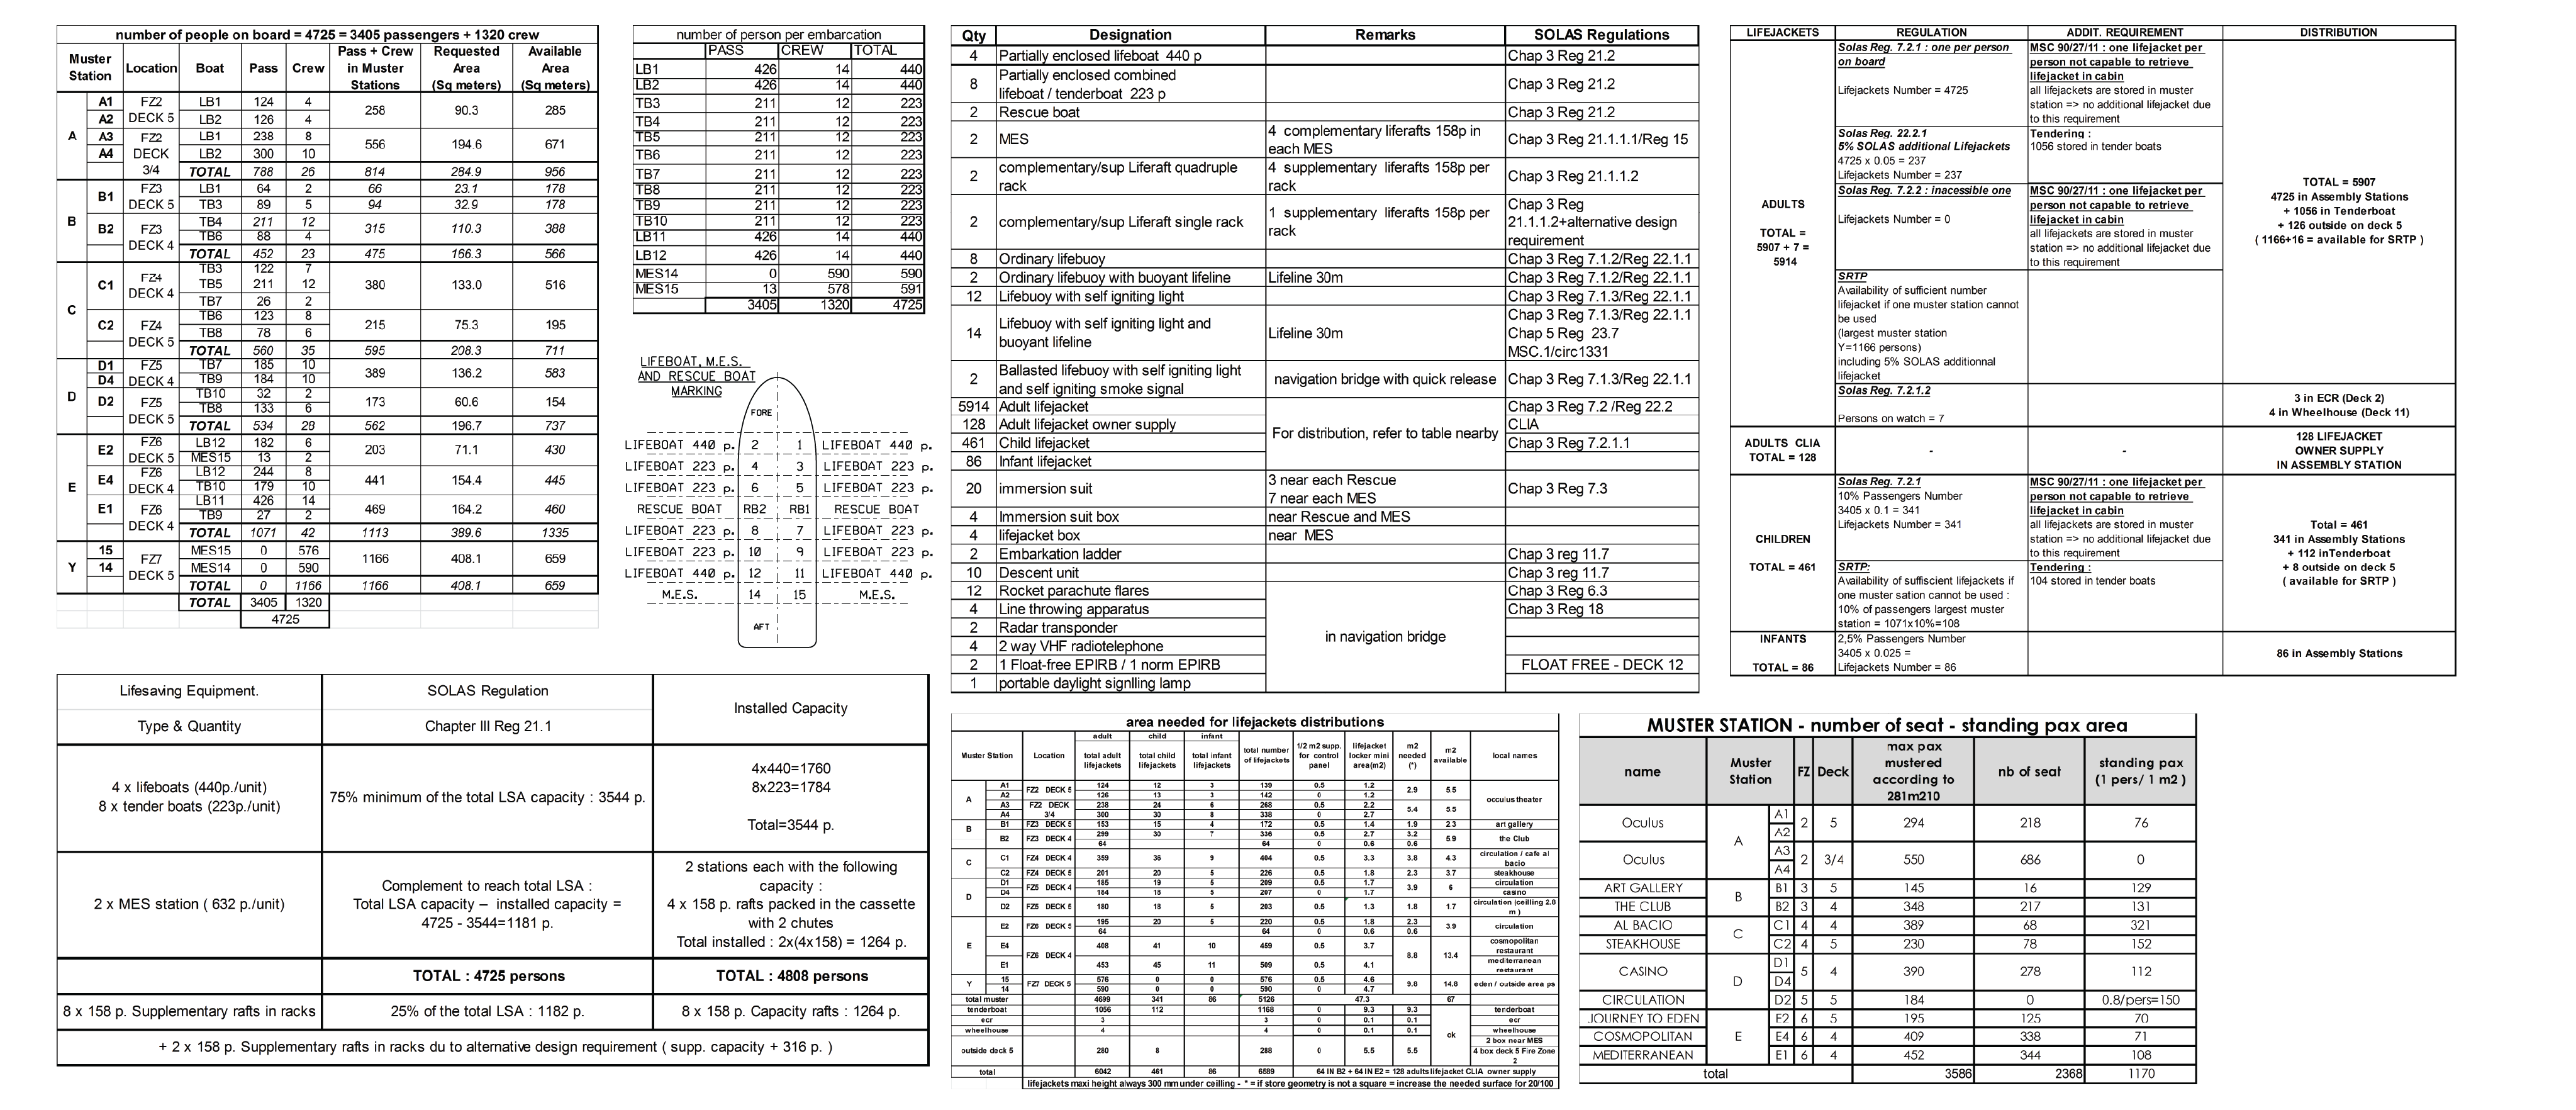 number of people on board = 4725 = 3405 passengers + 1320 crew
Muster Station Location Boat Pass Crew Pass + Crew in Muster Stations Requested Area (Sq meters) Available Area (Sq meters)
A A1 FZ2 DECK 5 LB1 124 4 258 90.3 285
A2 LB2 126 4
A3 FZ2 DECK 3/4 LB1 238 8 556 194.6 671
A4 LB2 300 10
TOTAL 788 26 814 284.9 956
B B1 FZ3 DECK 5 LB1 64 2 66 23.1 178
TB3 89 5 94 32.9 178
B2 FZ3 DECK 4 TB4 211 12 315 110.3 388
TB6 88 4
TOTAL 452 23 475 166.3 566
C C1 FZ4 DECK 4 TB3 122 7 380 133.0 516
TB5 211 12
TB7 26 2
C2 FZ4 DECK 5 TB6 123 8 215 75.3 195
TB8 78 6
TOTAL 560 35 595 208.3 711
D D1 FZ5 DECK 4 TB7 185 10 389 136.2 583
D4 TB9 184 10
D2 FZ5 DECK 5 TB10 32 2 173 60.6 154
TB8 133 6
TOTAL 534 28 562 196.7 737
E E2 FZ6 DECK 5 LB12 182 6 203 71.1 430
MES15 13 2
E4 FZ6 DECK 4 LB12 244 8 441 154.4 445
TB10 179 10
E1 FZ6 DECK 4 LB11 426 14 469 164.2 460
TB9 27 2
TOTAL 1071 42 1113 389.6 1335
Y 15 FZ7 DECK 5 MES15 0 576 1166 408.1 659
14 MES14 0 590
TOTAL 0 1166 1166 408.1 659
TOTAL 3405 1320
4725
number of person per embarcation
PASS CREW TOTAL
LB1 426 14 440
LB2 426 14 440
TB3 211 12 223
TB4 211 12 223
TB5 211 12 223
TB6 211 12 223
TB7 211 12 223
TB8 211 12 223
TB9 211 12 223
TB10 211 12 223
LB11 426 14 440
LB12 426 14 440
MES14 0 590 590
MES15 13 578 591
3405 1320 4725
LIFEBOAT, M.E.S.
AND RESCUE BOAT
MARKING
FORE
LIFEBOAT 440 p. 2 1 LIFEBOAT 440 p.
LIFEBOAT 223 p. 4 3 LIFEBOAT 223 p.
LIFEBOAT 223 p. 6 5 LIFEBOAT 223 p.
RESCUE BOAT RB2 RB1 RESCUE BOAT
LIFEBOAT 223 p. 8 7 LIFEBOAT 223 p.
LIFEBOAT 223 p. 10 9 LIFEBOAT 223 p.
LIFEBOAT 440 p. 12 11 LIFEBOAT 440 p.
M.E.S. 14 15 M.E.S.
AFT
Qty Designation Remarks SOLAS Regulations
4 Partially enclosed lifeboat 440 p Chap 3 Reg 21.2
8 Partially enclosed combined lifeboat / tenderboat 223 p Chap 3 Reg 21.2
2 Rescue boat Chap 3 Reg 21.2
2 MES 4 complementary liferafts 158p in each MES Chap 3 Reg 21.1.1.1/Reg 15
2 complementary/sup Liferaft quadruple rack 4 supplementary liferafts 158p per rack Chap 3 Reg 21.1.1.2
2 complementary/sup Liferaft single rack 1 supplementary liferafts 158p per rack Chap 3 Reg 21.1.1.2+alternative design requirement
8 Ordinary lifebuoy Chap 3 Reg 7.1.2/Reg 22.1.1
2 Ordinary lifebuoy with buoyant lifeline Lifeline 30m Chap 3 Reg 7.1.2/Reg 22.1.1
12 Lifebuoy with self igniting light Chap 3 Reg 7.1.3/Reg 22.1.1
14 Lifebuoy with self igniting light and buoyant lifeline Lifeline 30m Chap 3 Reg 7.1.3/Reg 22.1.1 Chap 5 Reg 23.7 MSC.1/circ1331
2 Ballasted lifebuoy with self igniting light and self igniting smoke signal navigation bridge with quick release Chap 3 Reg 7.1.3/Reg 22.1.1
5914 Adult lifejacket For distribution, refer to table nearby Chap 3 Reg 7.2 /Reg 22.2
128 Adult lifejacket owner supply CLIA
461 Child lifejacket Chap 3 Reg 7.2.1.1
86 Infant lifejacket
20 immersion suit 3 near each Rescue 7 near each MES Chap 3 Reg 7.3
4 Immersion suit box near Rescue and MES
4 lifejacket box near MES
2 Embarkation ladder Chap 3 reg 11.7
10 Descent unit Chap 3 reg 11.7
12 Rocket parachute flares in navigation bridge Chap 3 Reg 6.3
4 Line throwing apparatus Chap 3 Reg 18
2 Radar transponder
4 2 way VHF radiotelephone
2 1 Float-free EPIRB / 1 norm EPIRB FLOAT FREE - DECK 12
1 portable daylight signlling lamp
LIFEJACKETS REGULATION ADDIT. REQUIREMENT DISTRIBUTION
ADULTS
TOTAL =
5907 + 7 =
5914
Solas Reg. 7.2.1 : one per person
on board
Lifejackets Number = 4725
MSC 90/27/11 : one lifejacket per
person not capable to retrieve
lifejacket in cabin
all lifejackets are stored in muster
station => no additional lifejacket due
to this requirement
Solas Reg. 22.2.1
5% SOLAS additional Lifejackets
4725 x 0.05 = 237
Lifejackets Number = 237
Tendering :
1056 stored in tender boats
Solas Reg. 7.2.2 : inacessible one
Lifejackets Number = 0
MSC 90/27/11 : one lifejacket per
person not capable to retrieve
lifejacket in cabin
all lifejackets are stored in muster
station => no additional lifejacket due
to this requirement
SRTP
Availability of sufficient number
lifejacket if one muster station cannot
be used
(largest muster station
Y=1166 persons)
including 5% SOLAS additionnal
lifejacket
TOTAL = 5907
4725 in Assembly Stations
+ 1056 in Tenderboat
+ 126 outside on deck 5
( 1166+16 = available for SRTP )
Solas Reg. 7.2.1.2
Persons on watch = 7
3 in ECR (Deck 2)
4 in Wheelhouse (Deck 11)
ADULTS CLIA
TOTAL = 128
- -
128 LIFEJACKET
OWNER SUPPLY
IN ASSEMBLY STATION
CHILDREN
TOTAL = 461
Solas Reg. 7.2.1
10% Passengers Number
3405 x 0.1 = 341
Lifejackets Number = 341
MSC 90/27/11 : one lifejacket per
person not capable to retrieve
lifejacket in cabin
all lifejackets are stored in muster
station => no additional lifejacket due
to this requirement
SRTP:
Availability of suffiscient lifejackets if
one muster sation cannot be used :
10% of passengers largest muster
station = 1071x10%=108
Tendering :
104 stored in tender boats
Total = 461
341 in Assembly Stations
+ 112 inTenderboat
+ 8 outside on deck 5
( available for SRTP )
INFANTS
TOTAL = 86
2,5% Passengers Number
3405 x 0.025 =
Lifejackets Number = 86
86 in Assembly Stations
Lifesaving Equipment.
Type & Quantity
SOLAS Regulation
Chapter III Reg 21.1
Installed Capacity
4 x lifeboats (440p./unit)
8 x tender boats (223p./unit)
75% minimum of the total LSA capacity : 3544 p.
4x440=1760
8x223=1784
Total=3544 p.
2 x MES station ( 632 p./unit)
Complement to reach total LSA :
Total LSA capacity – installed capacity =
4725 - 3544=1181 p.
2 stations each with the following
capacity :
4 x 158 p. rafts packed in the cassette
with 2 chutes
Total installed : 2x(4x158) = 1264 p.
TOTAL : 4725 persons TOTAL : 4808 persons
8 x 158 p. Supplementary rafts in racks 25% of the total LSA : 1182 p. 8 x 158 p. Capacity rafts : 1264 p.
+ 2 x 158 p. Supplementary rafts in racks du to alternative design requirement ( supp. capacity + 316 p. )
area needed for lifejackets distributions
adult child infant
Muster Station Location total adult lifejackets total child lifejackets total infant lifejackets total number of lifejackets 1/2 m2 supp. for control panel lifejacket locker mini area(m2) m2 needed (*) m2 available local names
A A1 FZ2 DECK 5 124 12 3 139 0.5 1.2 2.9 5.5 occulus theater
A2 126 13 3 142 0 1.2
A3 FZ2 DECK 3/4 238 24 6 268 0.5 2.2 5.4 5.5
A4 300 30 8 338 0 2.7
B B1 FZ3 DECK 5 153 15 4 172 0.5 1.4 1.9 2.3 art gallery
B2 FZ3 DECK 4 299 30 7 336 0.5 2.7 3.2 5.9 the Club
64 64 0 0.6 0.6
C C1 FZ4 DECK 4 359 36 9 404 0.5 3.3 3.8 4.3 circulation / cafe al bacio
C2 FZ4 DECK 5 201 20 5 226 0.5 1.8 2.3 3.7 steakhouse
D D1 FZ5 DECK 4 185 19 5 209 0.5 1.7 3.9 6 circulation
D4 184 18 5 207 0 1.7 casino
D2 FZ5 DECK 5 180 18 5 203 0.5 1.3 1.8 1.7 circulation (ceilling 2.8 m )
E E2 FZ6 DECK 5 195 20 5 220 0.5 1.8 2.3 3.9 circulation
64 64 0 0.6 0.6
E4 FZ6 DECK 4 408 41 10 459 0.5 3.7 8.8 13.4 cosmopolitan restaurant
E1 453 45 11 509 0.5 4.1 mediterranean restaurant
Y 15 FZ7 DECK 5 576 0 0 576 0 4.6 9.8 14.8 eden / outside area ps
14 590 0 0 590 0 4.7
total muster 4699 341 86 5126 47.3 67
tenderboat 1056 112 1168 0 9.3 9.3 ok tenderboat
ecr 3 3 0 0.1 0.1 ecr
wheelhouse 4 4 0 0.1 0.1 wheelhouse
outside deck 5 280 8 288 0 5.5 5.5 2 box near MES
4 box deck 5 Fire Zone 2
total 6042 461 86 6589 64 IN B2 + 64 IN E2 = 128 adults lifejacket CLIA owner supply
lifejackets maxi height always 300 mm under ceilling - * = if store geometry is not a square = increase the needed surface for 20/100
MUSTER STATION - number of seat - standing pax area
name Muster Station FZ Deck max pax mustered according to 281m210 nb of seat standing pax (1 pers/ 1 m2 )
Oculus A A1 A2 2 5 294 218 76
Oculus A3 A4 2 3/4 550 686 0
ART GALLERY B B1 3 5 145 16 129
THE CLUB B2 3 4 348 217 131
AL BACIO C C1 4 4 389 68 321
STEAKHOUSE C2 4 5 230 78 152
CASINO D D1 D4 5 4 390 278 112
CIRCULATION D2 5 5 184 0 0.8/pers=150
JOURNEY TO EDEN E E2 6 5 195 125 70
COSMOPOLITAN E4 6 4 409 338 71
MEDITERRANEAN E1 6 4 452 344 108
total 3586 2368 1170